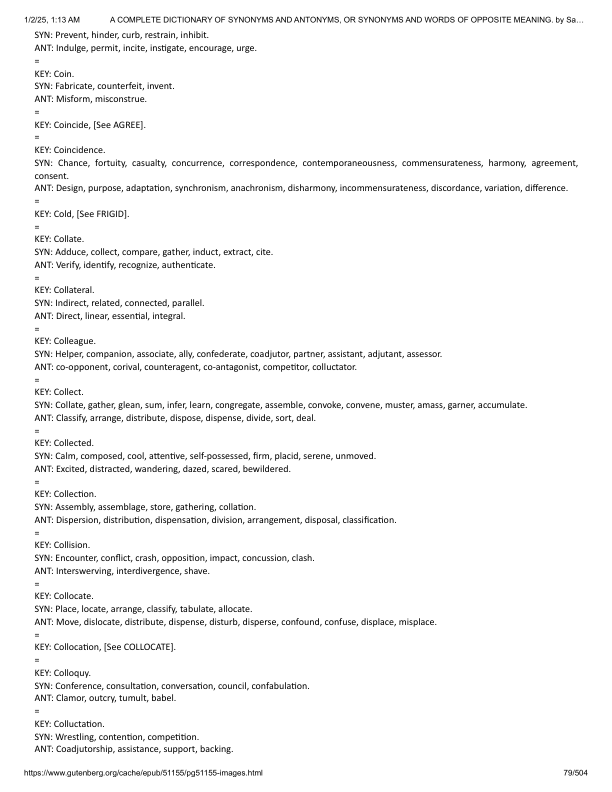 1/2/25, 1:13 AM A COMPLETE DICTIONARY OF SYNONYMS AND ANTONYMS, OR SYNONYMS AND WORDS OF OPPOSITE MEANING. by Sa…
SYN: Prevent, hinder, curb, restrain, inhibit.
ANT: Indulge, permit, incite, instigate, encourage, urge.
=
KEY: Coin.
SYN: Fabricate, counterfeit, invent.
ANT: Misform, misconstrue.
=
KEY: Coincide, [See AGREE].
=
KEY: Coincidence.
SYN: Chance, fortuity, casualty, concurrence, correspondence, contemporaneousness, commensurateness, harmony, agreement,
consent.
ANT: Design, purpose, adaptation, synchronism, anachronism, disharmony, incommensurateness, discordance, variation, difference.
=
KEY: Cold, [See FRIGID].
=
KEY: Collate.
SYN: Adduce, collect, compare, gather, induct, extract, cite.
ANT: Verify, identify, recognize, authenticate.
=
KEY: Collateral.
SYN: Indirect, related, connected, parallel.
ANT: Direct, linear, essential, integral.
=
KEY: Colleague.
SYN: Helper, companion, associate, ally, confederate, coadjutor, partner, assistant, adjutant, assessor.
ANT: co-opponent, corival, counteragent, co-antagonist, competitor, colluctator.
=
KEY: Collect.
SYN: Collate, gather, glean, sum, infer, learn, congregate, assemble, convoke, convene, muster, amass, garner, accumulate.
ANT: Classify, arrange, distribute, dispose, dispense, divide, sort, deal.
=
KEY: Collected.
SYN: Calm, composed, cool, attentive, self-possessed, firm, placid, serene, unmoved.
ANT: Excited, distracted, wandering, dazed, scared, bewildered.
=
KEY: Collection.
SYN: Assembly, assemblage, store, gathering, collation.
ANT: Dispersion, distribution, dispensation, division, arrangement, disposal, classification.
=
KEY: Collision.
SYN: Encounter, conflict, crash, opposition, impact, concussion, clash.
ANT: Interswerving, interdivergence, shave.
=
KEY: Collocate.
SYN: Place, locate, arrange, classify, tabulate, allocate.
ANT: Move, dislocate, distribute, dispense, disturb, disperse, confound, confuse, displace, misplace.
=
KEY: Collocation, [See COLLOCATE].
=
KEY: Colloquy.
SYN: Conference, consultation, conversation, council, confabulation.
ANT: Clamor, outcry, tumult, babel.
=
KEY: Colluctation.
SYN: Wrestling, contention, competition.
ANT: Coadjutorship, assistance, support, backing.
https://www.gutenberg.org/cache/epub/51155/pg51155-images.html 79/504